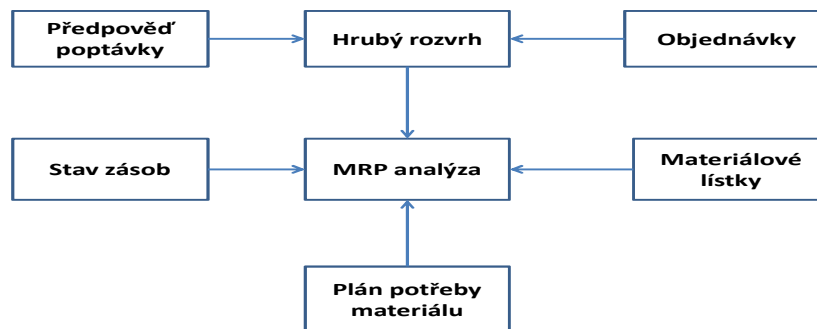 Předpověď
poptávky
Hrubý rozvrh
Objednávky
Stav zásob
MRP analýza
Materiálové
lístky
Plán potřeby
materiálu